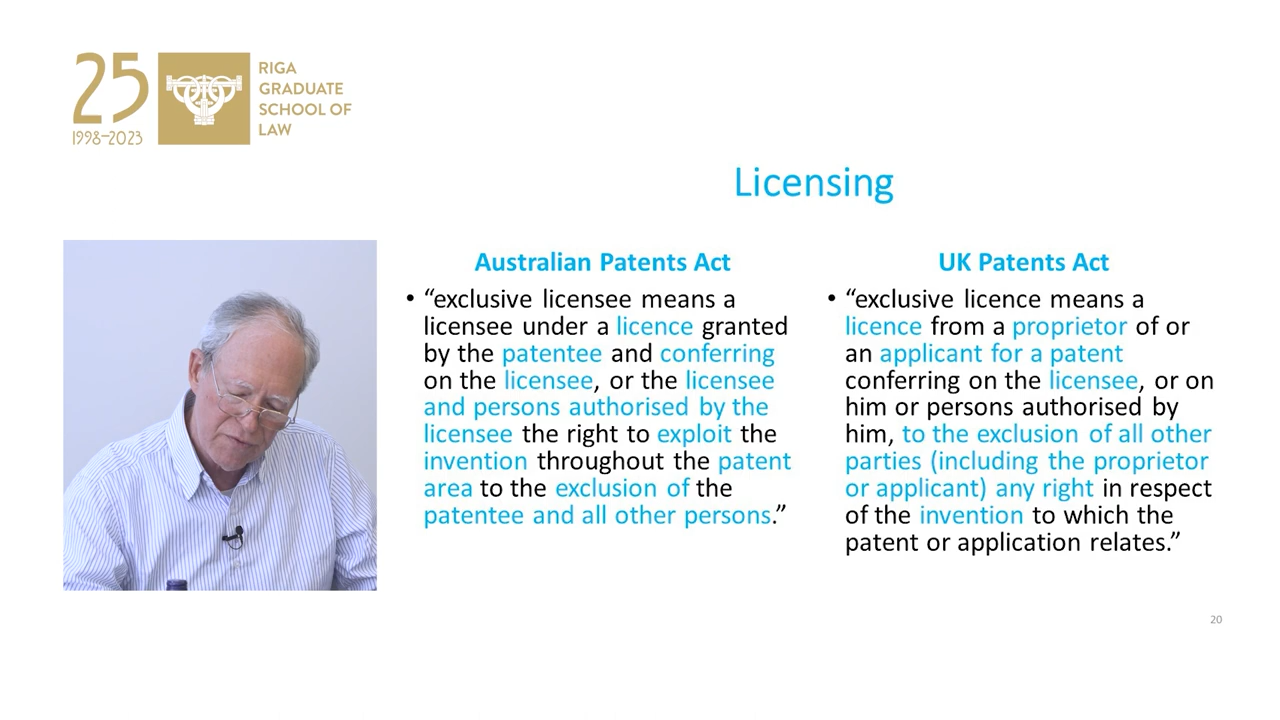 25
1998–2023
RIGA
GRADUATE
SCHOOL OF
LAW
Licensing
Australian Patents Act
• “exclusive licensee means a
licensee under a licence granted
by the patentee and conferring
on the licensee, or the licensee
and persons authorised by the
licensee the right to exploit the
invention throughout the patent
area to the exclusion of the
patentee and all other persons.”
UK Patents Act
• “exclusive licence means a
licence from a proprietor of or
an applicant for a patent
conferring on the licensee, or on
him or persons authorised by
him, to the exclusion of all other
parties (including the proprietor
or applicant) any right in respect
of the invention to which the
patent or application relates.”
20